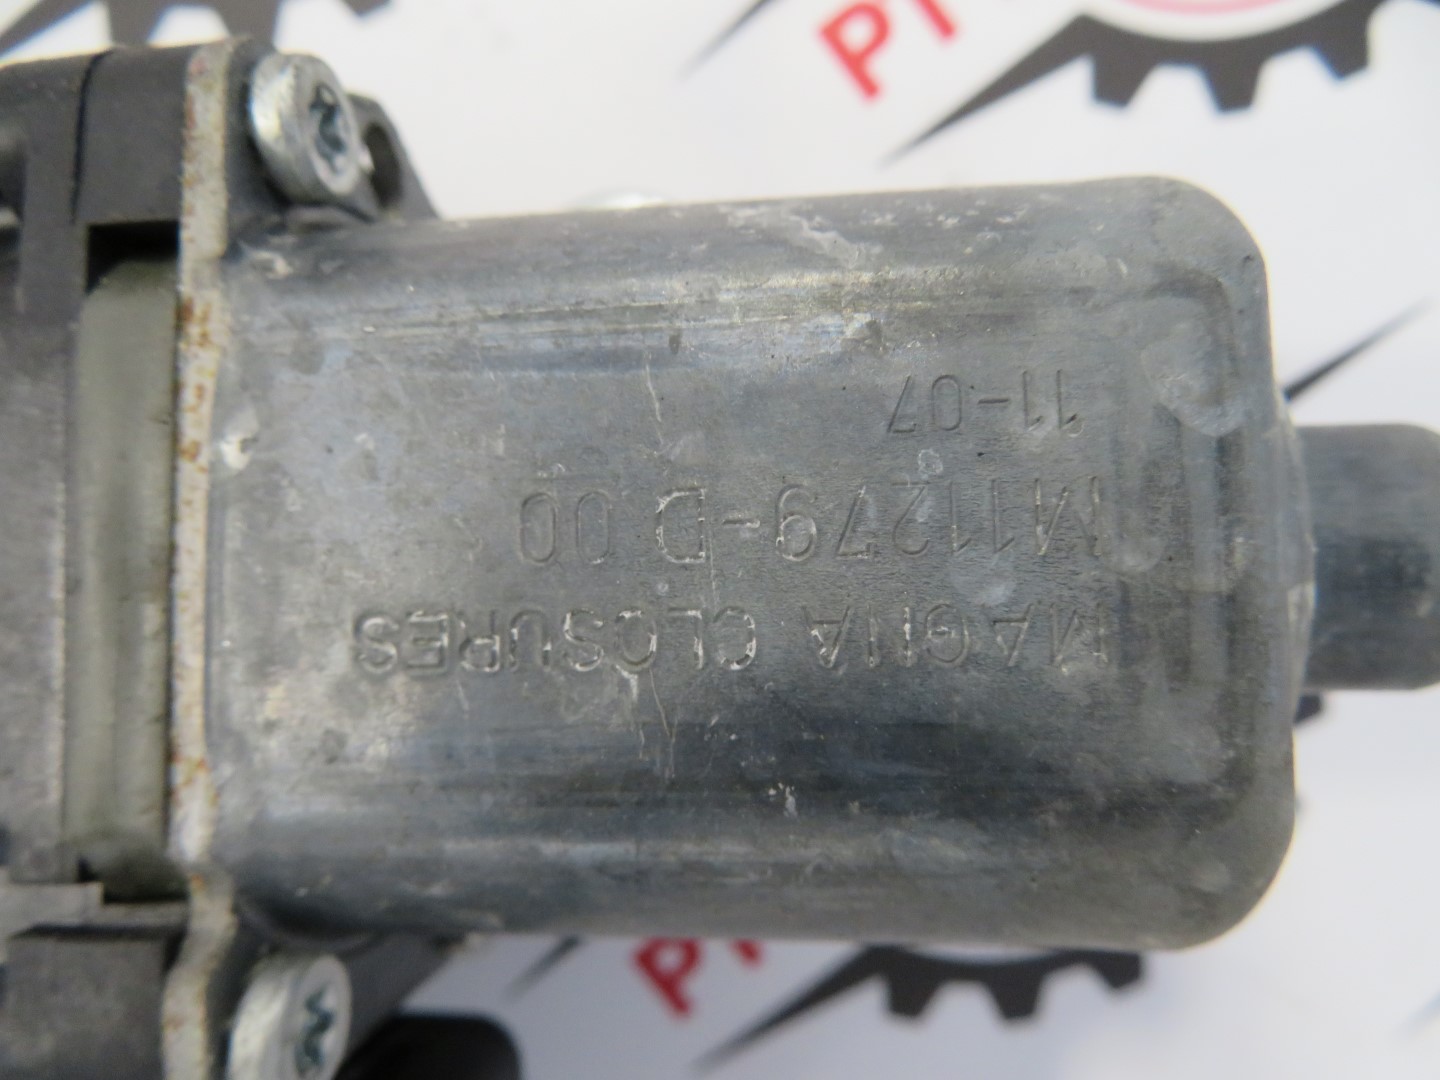 MAGNA CLOSURES
M11279-D 00
11-07